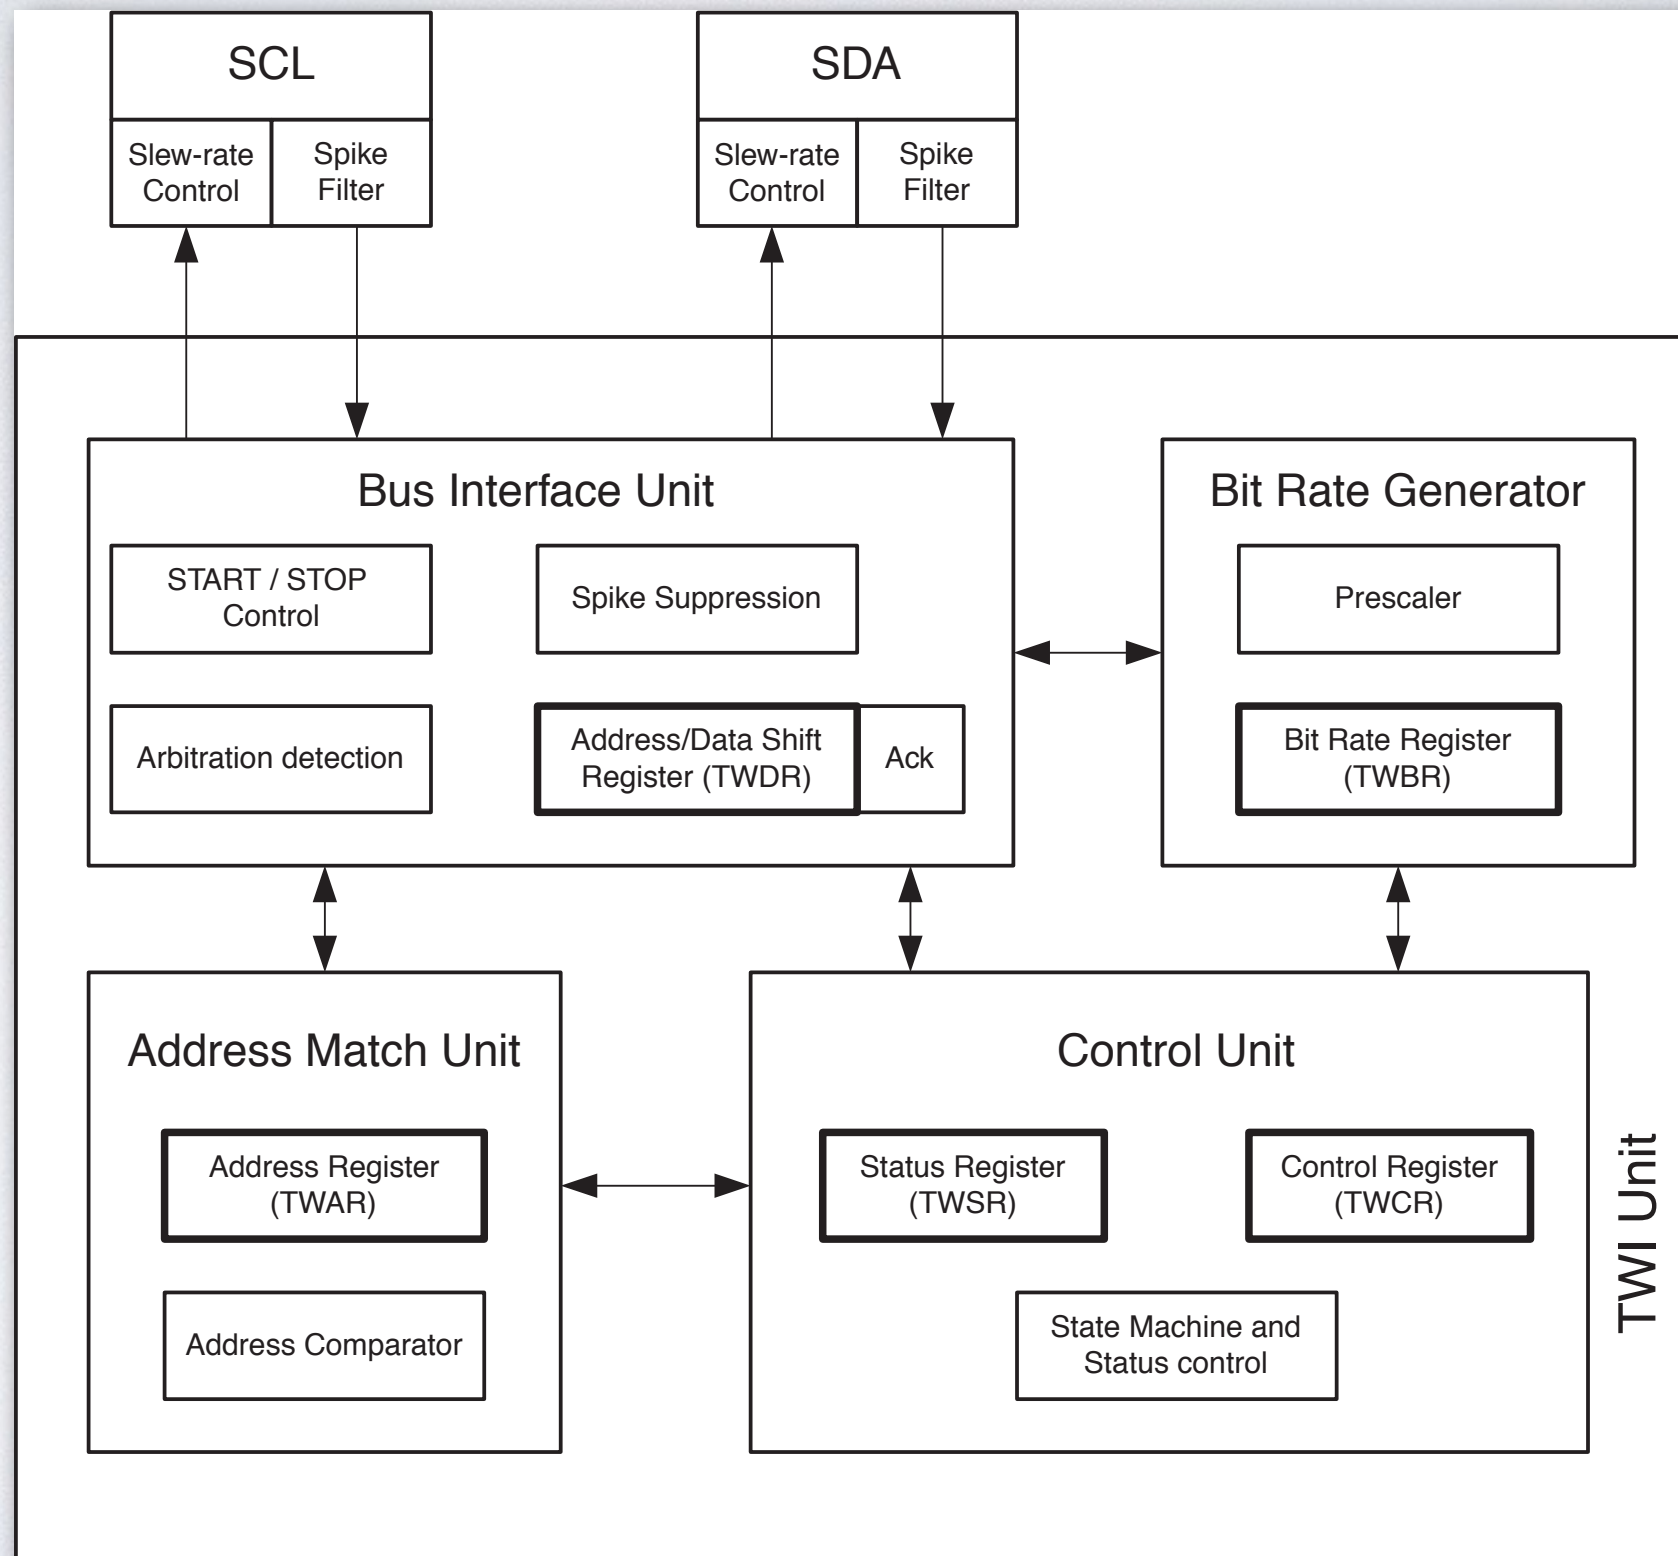 SCL
Slew-rate
Control
Spike
Filter
SDA
Slew-rate
Control
Spike
Filter
Bus Interface Unit
START / STOP
Control
Spike Suppression
Arbitration detection
Address/Data Shift
Register (TWDR)
Ack
Bit Rate Generator
Prescaler
Bit Rate Register
(TWBR)
Address Match Unit
Address Register
(TWAR)
Address Comparator
Control Unit
Status Register
(TWSR)
Control Register
(TWCR)
State Machine and
Status control
TWI Unit